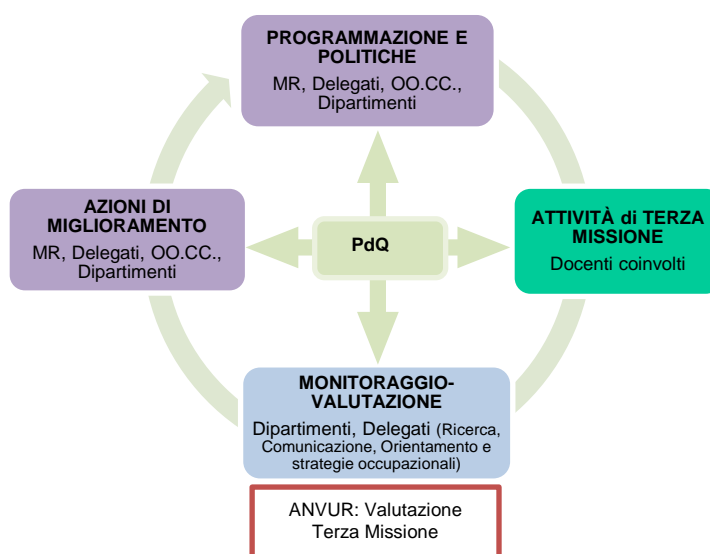 PROGRAMMAZIONE E
POLITICHE
MR, Delegati, OO.CC.,
Dipartimenti
AZIONI DI
MIGLIORAMENTO
MR, Delegati, OO.CC.,
Dipartimenti
PdQ
ATTIVITÀ di TERZA
MISSIONE
Docenti coinvolti
MONITORAGGIO-
VALUTAZIONE
Dipartimenti, Delegati (Ricerca,
Comunicazione, Orientamento e
strategie occupazionali)
ANVUR: Valutazione
Terza Missione